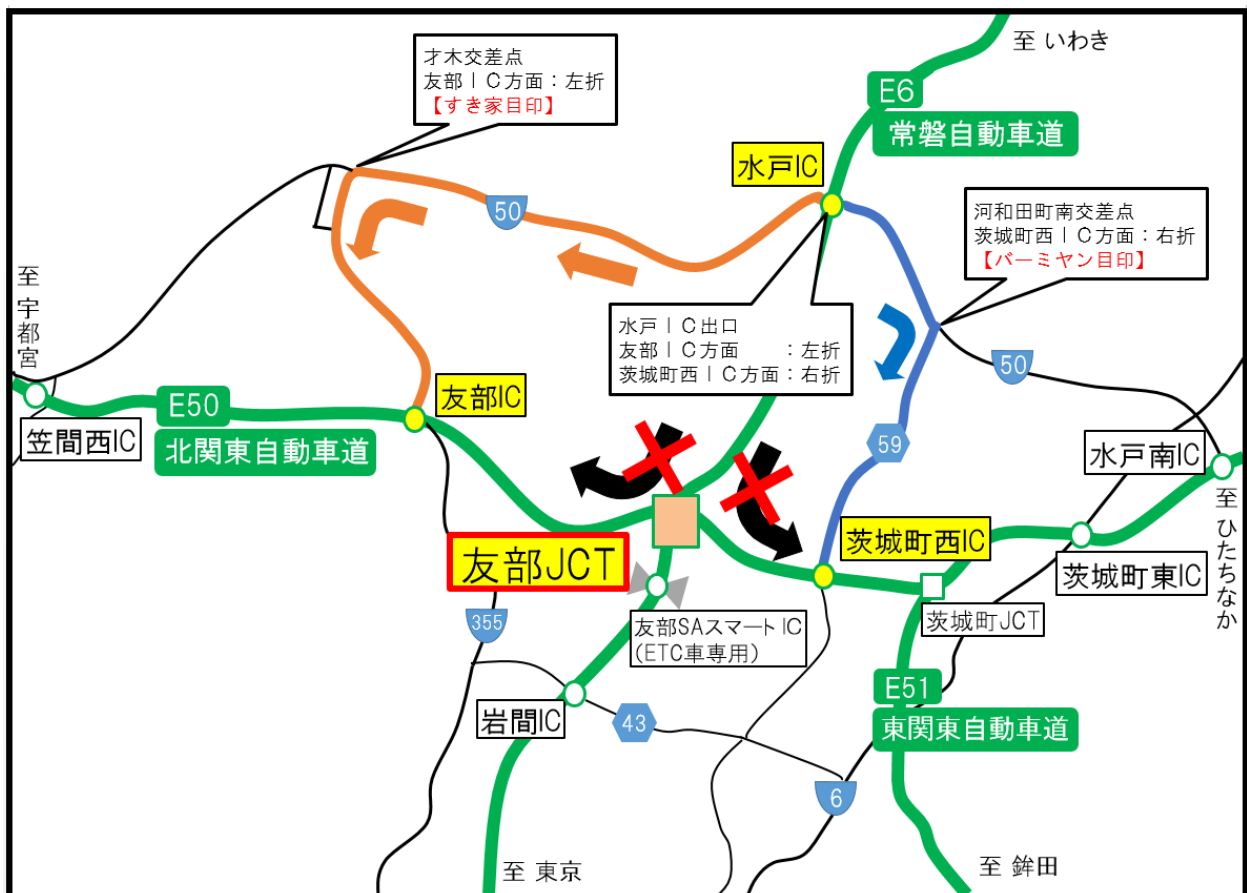 至 いわき
才木交差点
友部ＩＣ方面：左折
【すき家目印】
E6
常磐自動車道
水戸IC
50
河和田町南交差点
茨城町西ＩＣ方面：右折
【バーミヤン目印】
至 宇都宮
水戸ＩＣ出口
友部ＩＣ方面　　：左折
茨城町西ＩＣ方面：右折
50
友部IC
E50
北関東自動車道
笠間西IC
59
水戸南IC
至 ひたちなか
友部JCT
茨城町西IC
茨城町東IC
茨城町JCT
355
友部SAスマートIC
(ETC車専用)
E51
東関東自動車道
岩間IC
43
6
至 東京
至 鉾田